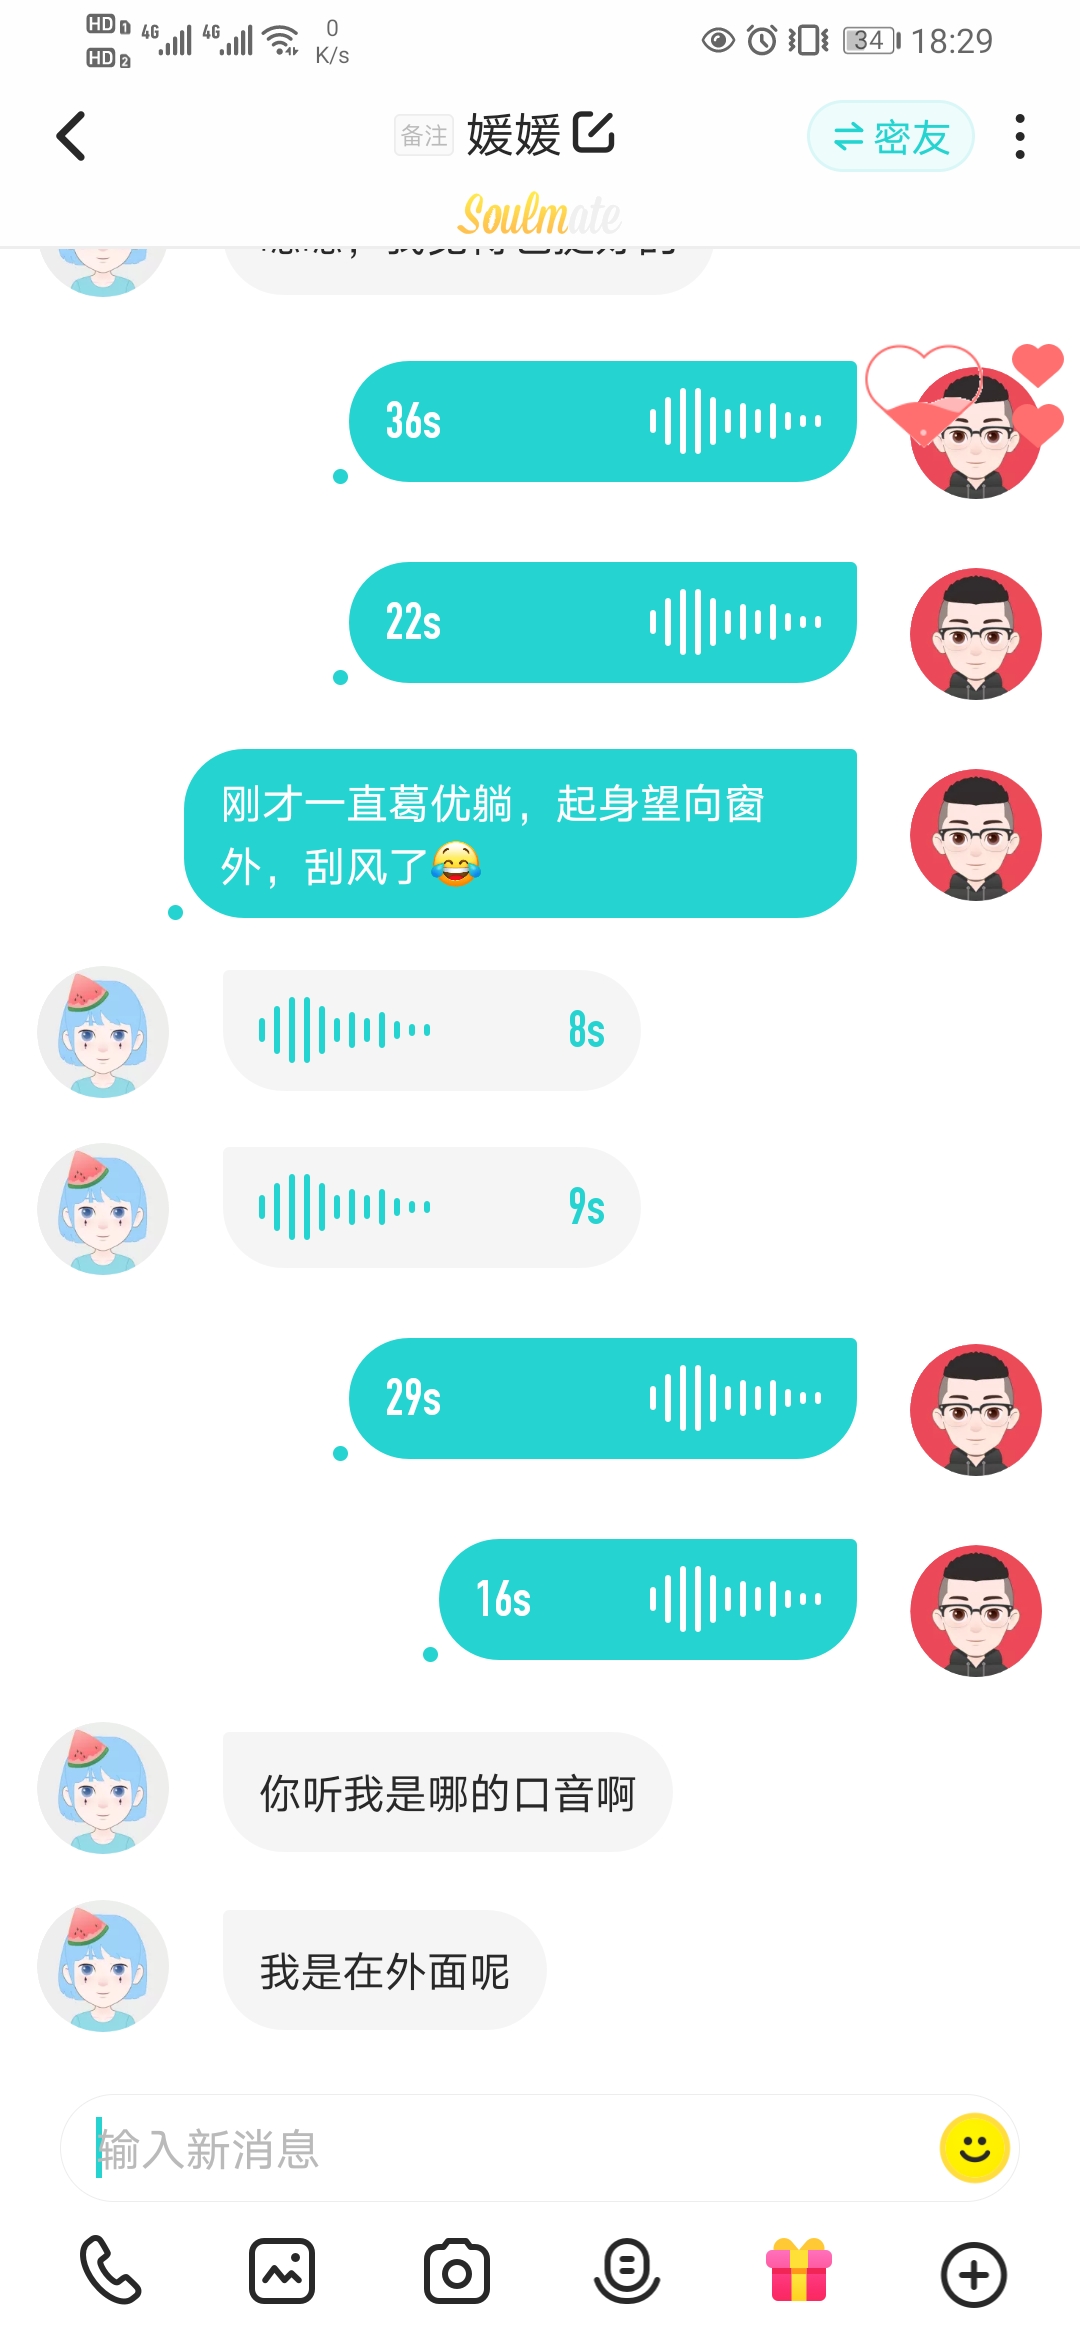 HD 1 4G 4G 0
HD 2 K/s
34 18:29
备注 媛媛 密友
Soulmate
36s
22s
刚才一直葛优躺，起身望向窗
外，刮风了😂
8s
9s
29s
16s
你听我是哪的口音啊
我是在外面呢
输入新消息